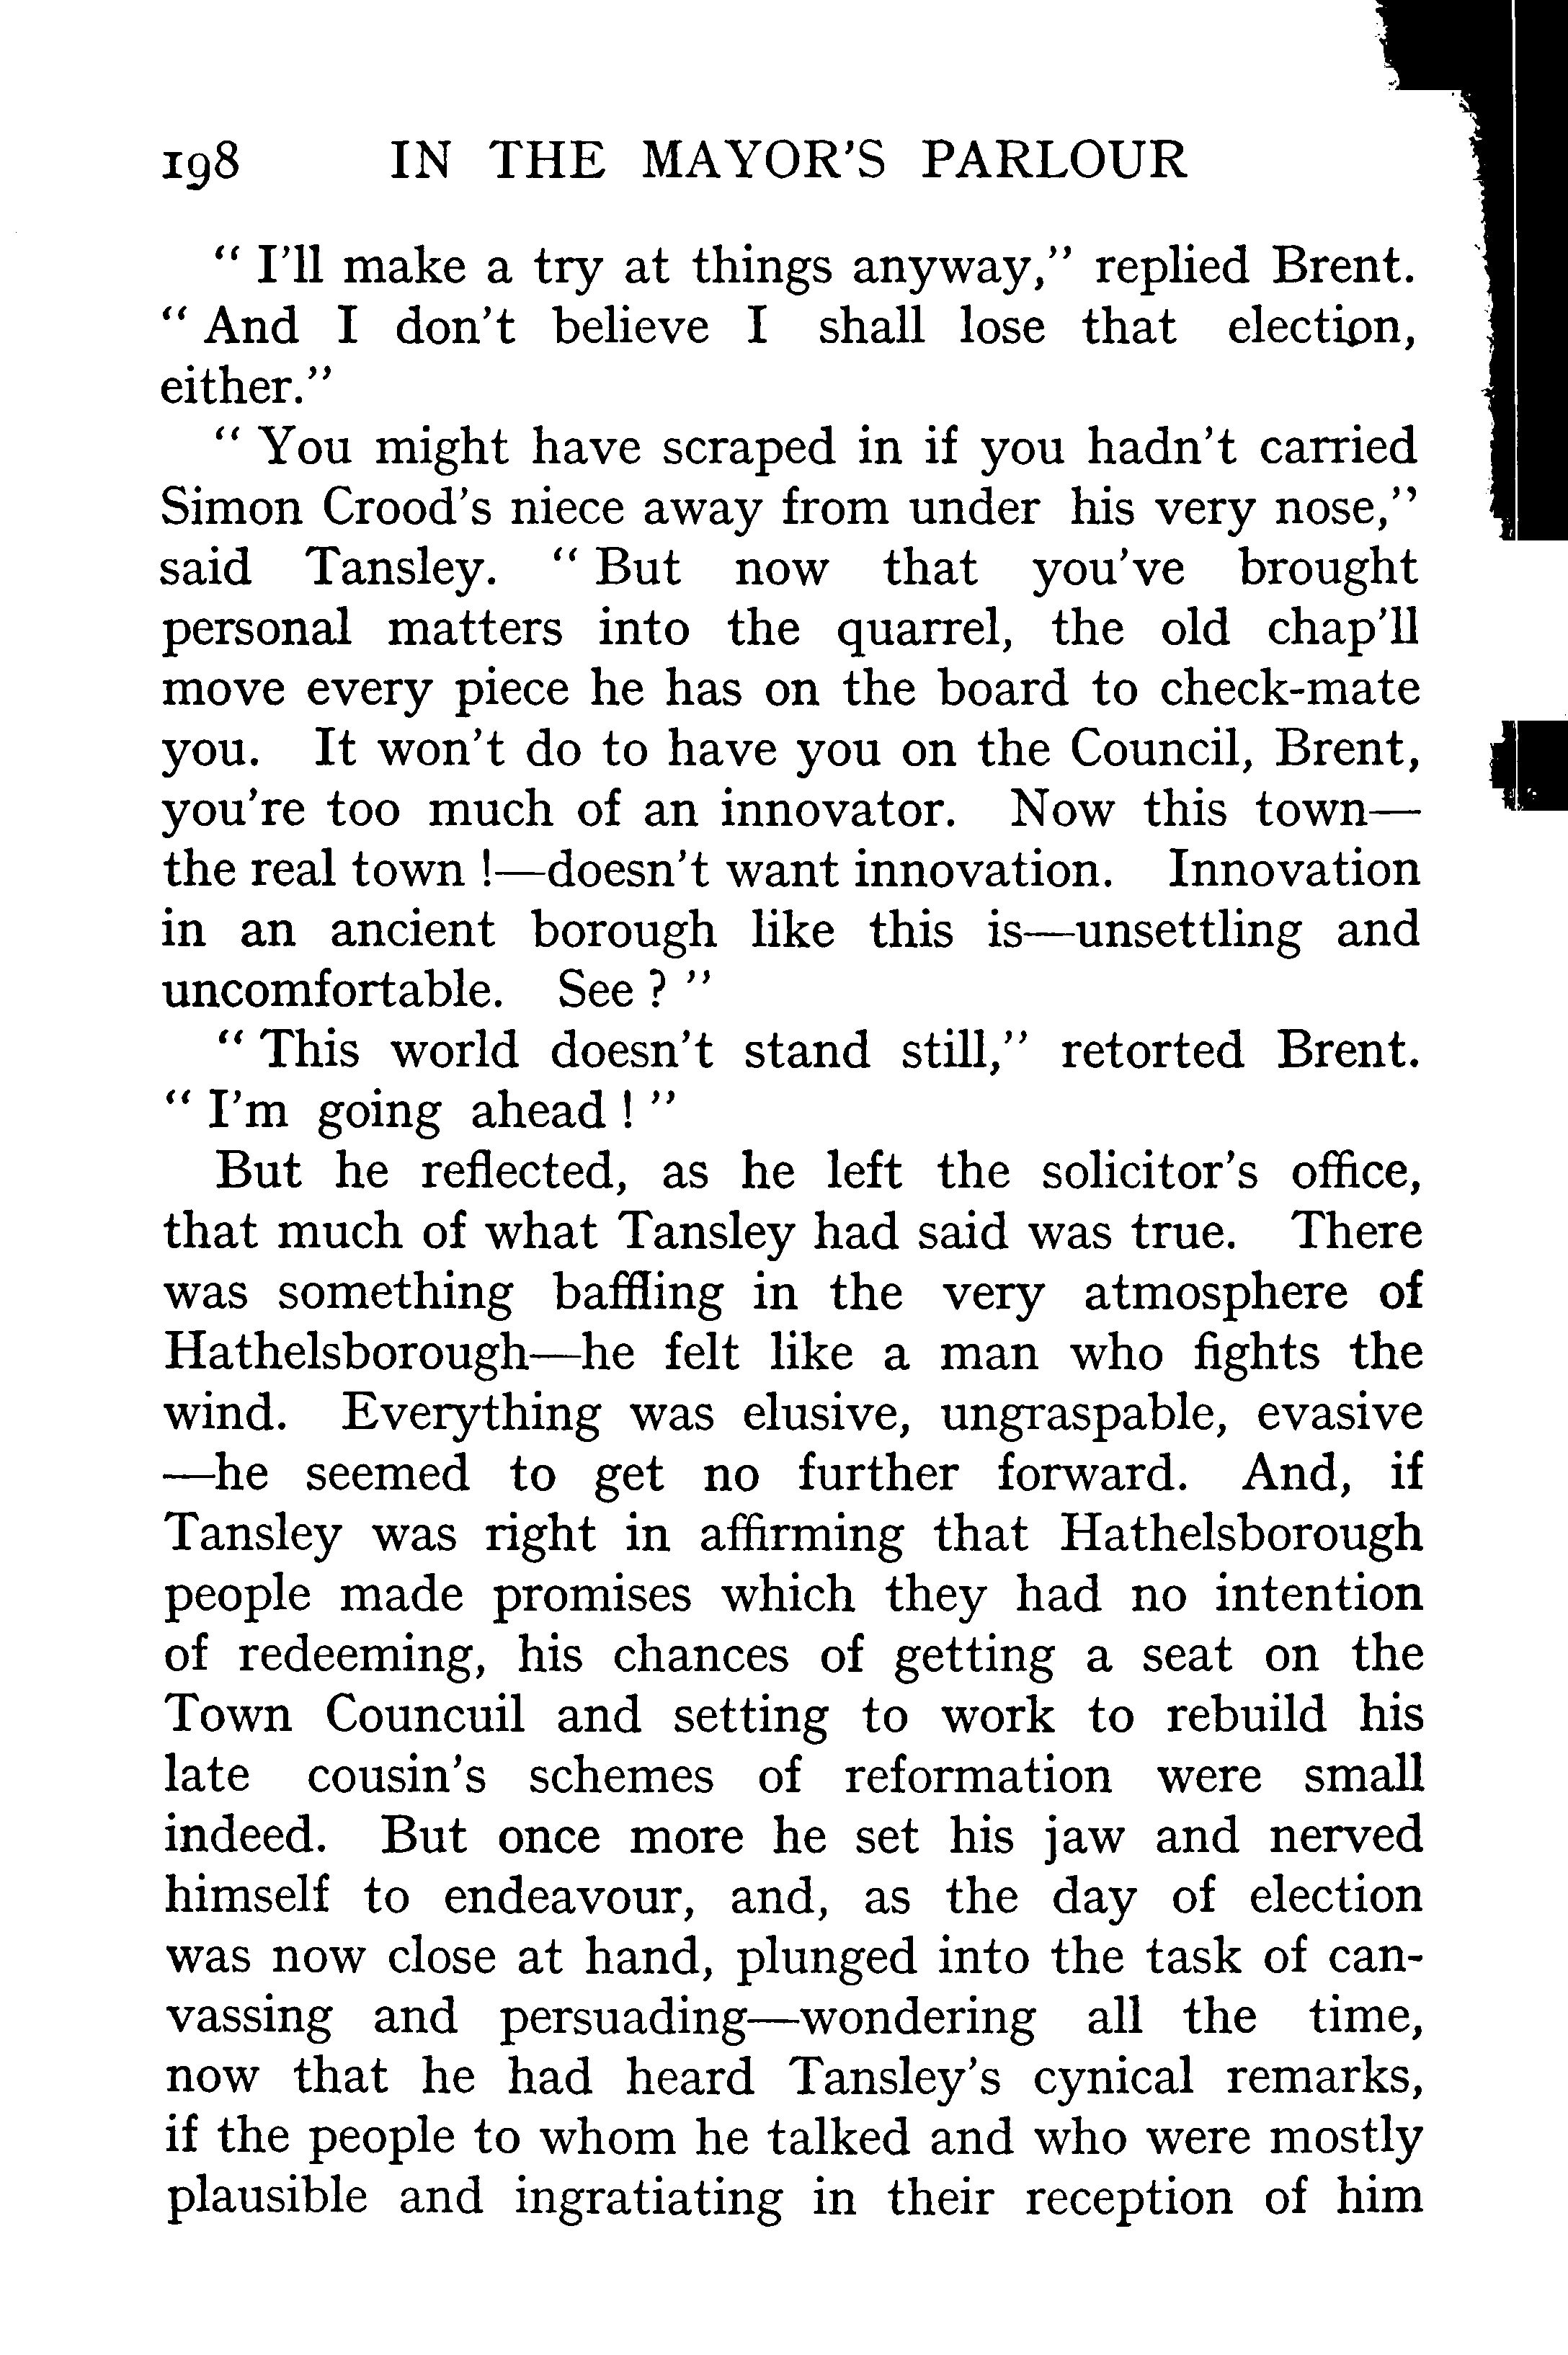 198 IN THE MAYOR'S PARLOUR
" I'll make a try at things anyway," replied Brent.
" And I don't believe I shall lose that election,
either."
" You might have scraped in if you hadn't carried
Simon Crood's niece away from under his very nose,"
said Tansley. " But now that you've brought
personal matters into the quarrel, the old chap'll
move every piece he has on the board to check-mate
you. It won't do to have you on the Council, Brent,
you're too much of an innovator. Now this town—
the real town !—doesn't want innovation. Innovation
in an ancient borough like this is—unsettling and
uncomfortable. See ? "
" This world doesn't stand still," retorted Brent.
" I'm going ahead ! "
But he reflected, as he left the solicitor's office,
that much of what Tansley had said was true. There
was something baffling in the very atmosphere of
Hathelsborough—he felt like a man who fights the
wind. Everything was elusive, ungraspable, evasive
—he seemed to get no further forward. And, if
Tansley was right in affirming that Hathelsborough
people made promises which they had no intention
of redeeming, his chances of getting a seat on the
Town Councuil and setting to work to rebuild his
late cousin's schemes of reformation were small
indeed. But once more he set his jaw and nerved
himself to endeavour, and, as the day of election
was now close at hand, plunged into the task of can-
vassing and persuading—wondering all the time,
now that he had heard Tansley's cynical remarks,
if the people to whom he talked and who were mostly
plausible and ingratiating in their reception of him